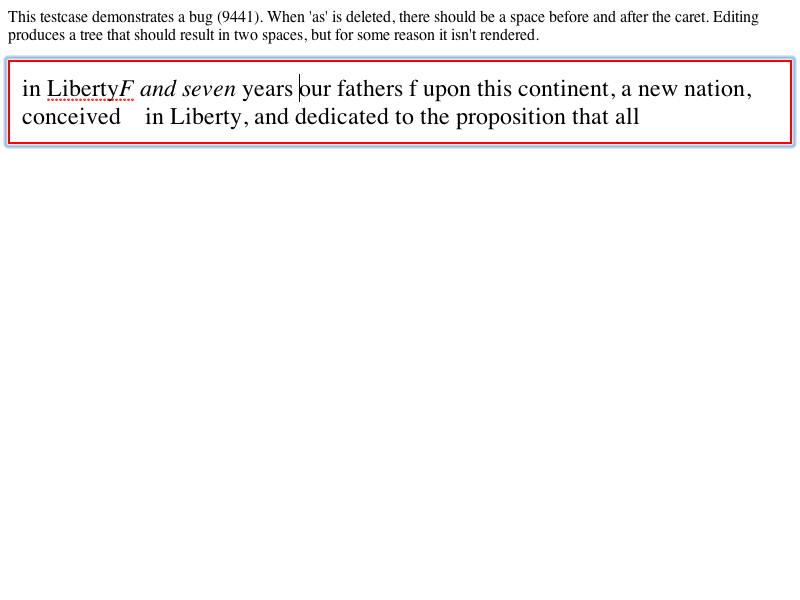 This testcase demonstrates a bug (9441). When 'as' is deleted, there should be a space before and after the caret. Editing
produces a tree that should result in two spaces, but for some reason it isn't rendered.
in LibertyF and seven years our fathers f upon this continent, a new nation,
conceived    in Liberty, and dedicated to the proposition that all